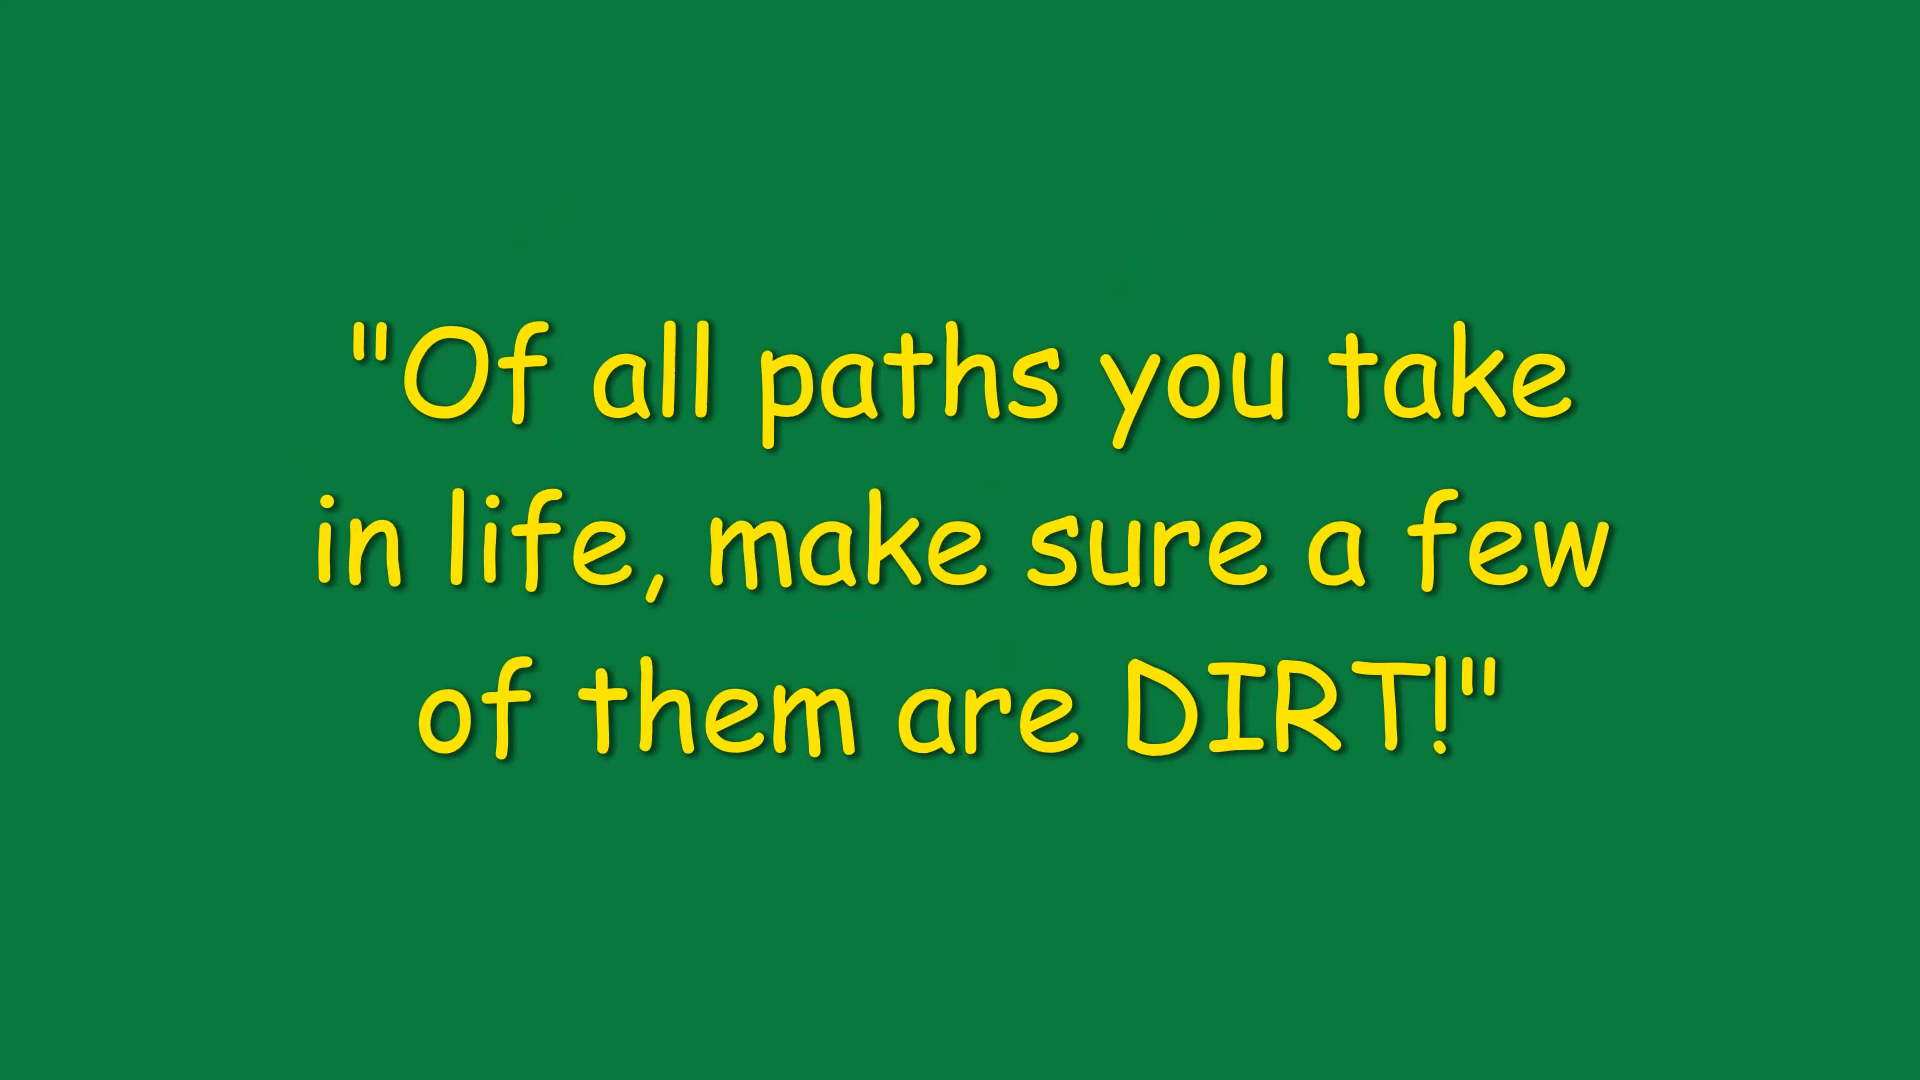 "Of all paths you take
in life, make sure a few
of them are DIRT!"